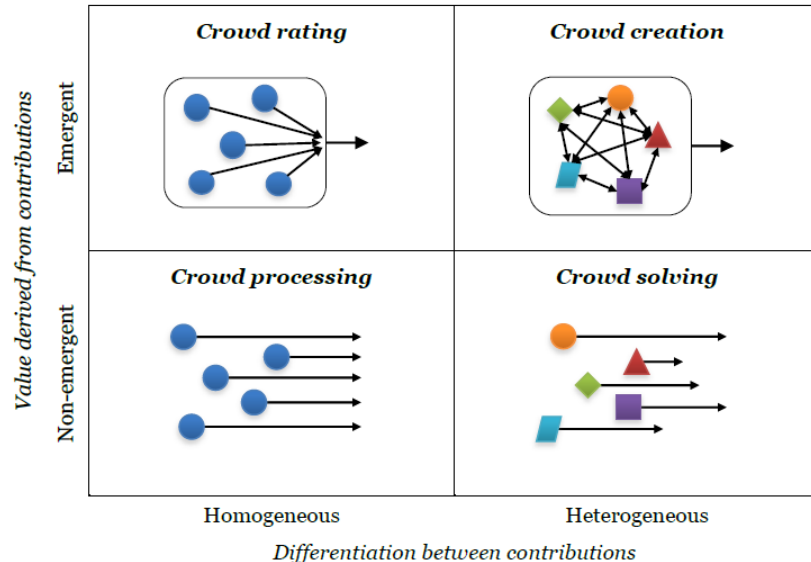 Crowd rating
Crowd creation
Value derived from contributions
Emergent
Crowd processing
Crowd solving
Non-emergent
Homogeneous
Heterogeneous
Differentiation between contributions